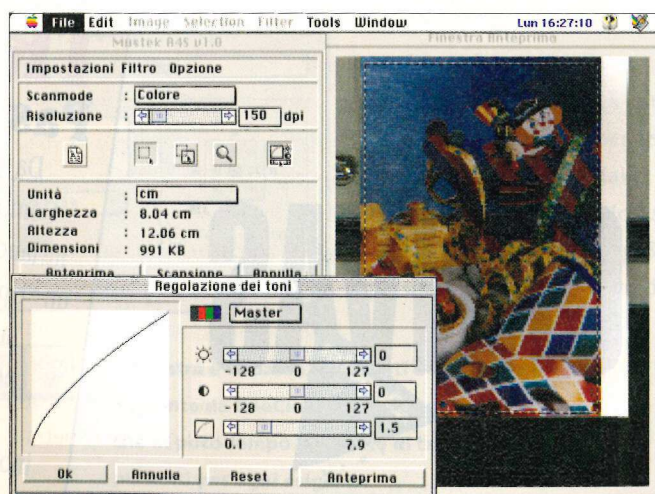 File Edit Image Selection Filter Tools Window Lun 16:27:10
Mustek A4S v1.0
Finestra Anteprima
Impostazioni Filtro Opzione
Scanmode : Colore
Risoluzione : 150 dpi
Unità : cm
Larghezza : 8.04 cm
Altezza : 12.06 cm
Dimensioni : 991 KB
Anteprima Scansione Annulla
Regolazione dei toni
Master
0
-128 0 127
0
-128 0 127
1.5
0.1 7.9
Ok Annulla Reset Anteprima